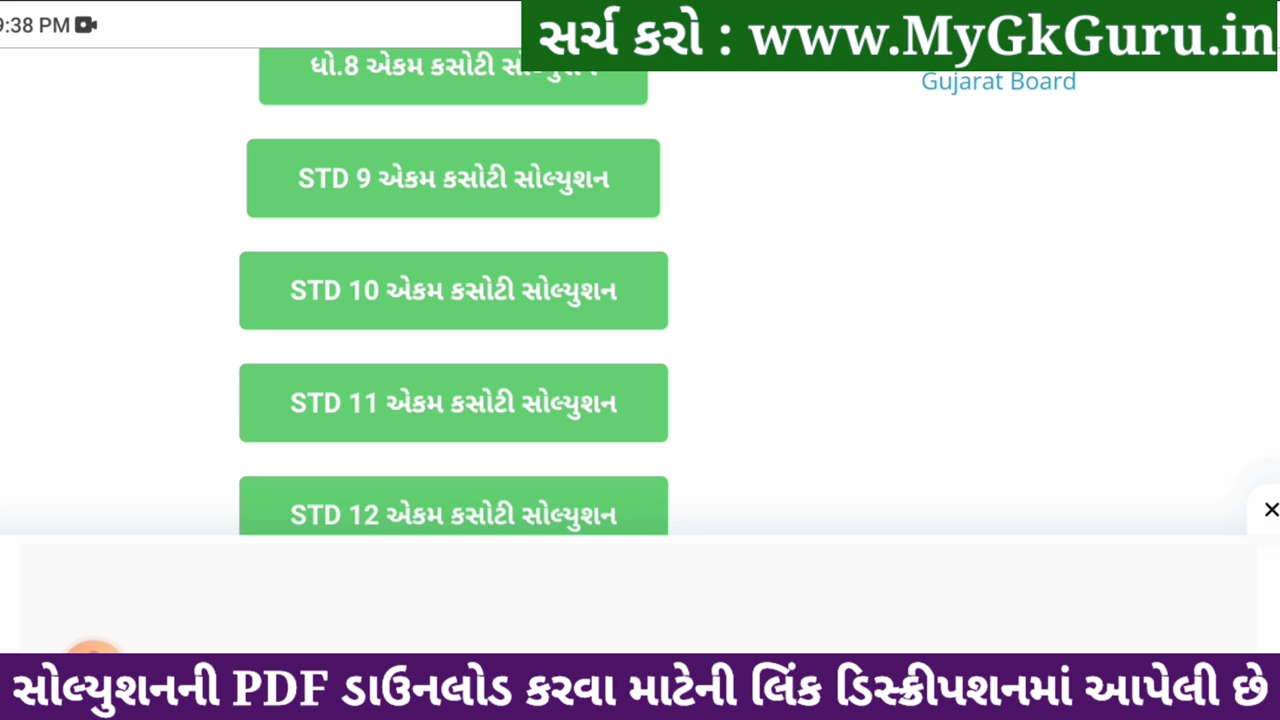 9:38 PM
સર્ચ કરો : www.MyGkGuru.in
ધો.8 એકમ કસોટી સોલ્યુશન
Gujarat Board
STD 9 એકમ કસોટી સોલ્યુશન
STD 10 એકમ કસોટી સોલ્યુશન
STD 11 એકમ કસોટી સોલ્યુશન
STD 12 એકમ કસોટી સોલ્યુશન
સોલ્યુશનની PDF ડાઉનલોડ કરવા માટેની લિંક ડિસ્ક્રીપશનમાં આપેલી છે